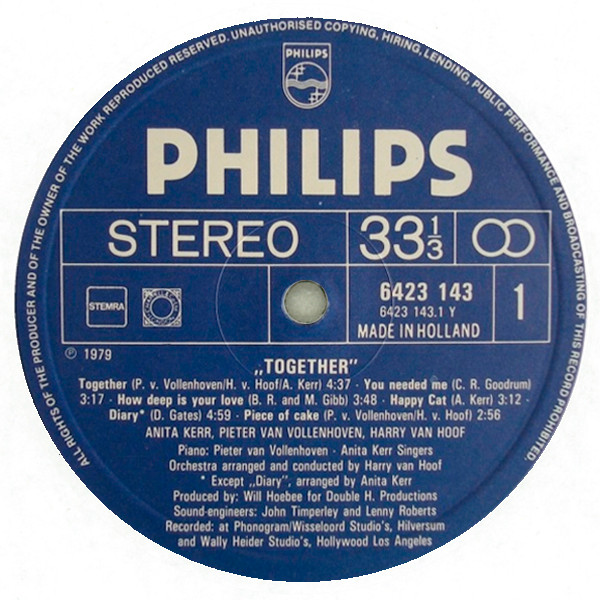 ALL RIGHTS OF THE PRODUCER AND OF THE OWNER OF THE WORK REPRODUCED RESERVED. UNAUTHORISED COPYING, HIRING, LENDING, PUBLIC PERFORMANCE AND BROADCASTING OF THIS RECORD PROHIBITED.
PHILIPS
PHILIPS
STEREO
33 1/3
STEMRA
6423 143
6423 143.1 Y
MADE IN HOLLAND
1
℗ 1979
„TOGETHER"
Together (P. v. Vollenhoven/H. v. Hoof/A. Kerr) 4:37 · You needed me (C. R. Goodrum)
3:17 · How deep is your love (B. R. and M. Gibb) 3:48 · Happy Cat (A. Kerr) 3:12 ·
Diary* (D. Gates) 4:59 · Piece of cake (P. v. Vollenhoven/H. v. Hoof) 2:56
ANITA KERR, PIETER VAN VOLLENHOVEN, HARRY VAN HOOF
Piano: Pieter van Vollenhoven · Anita Kerr Singers
Orchestra arranged and conducted by Harry van Hoof
* Except „Diary", arranged by Anita Kerr
Produced by: Will Hoebee for Double H. Productions
Sound-engineers: John Timperley and Lenny Roberts
Recorded: at Phonogram/Wisseloord Studio's, Hilversum
and Wally Heider Studio's, Hollywood Los Angeles